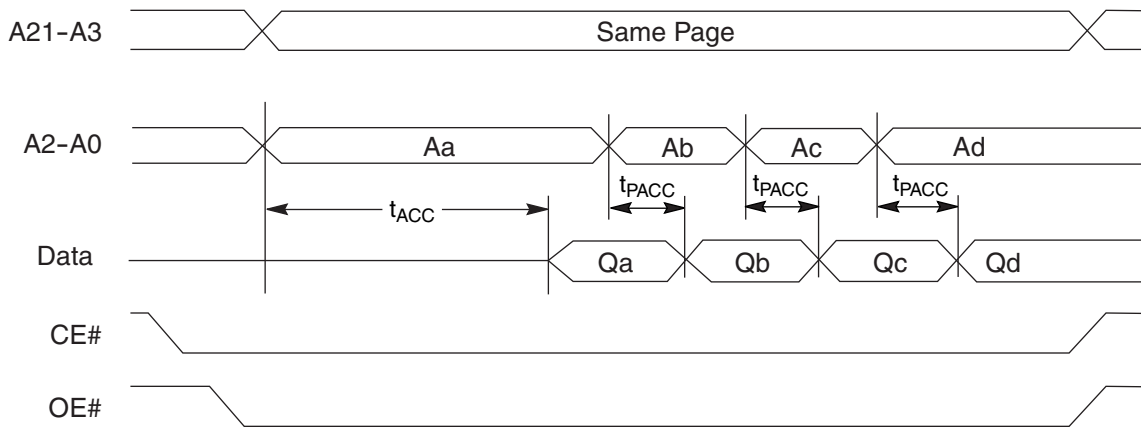 A21-A3 Same Page
A2-A0 Aa Ab Ac Ad
tACC tPACC tPACC tPACC
Data Qa Qb Qc Qd
CE#
OE#